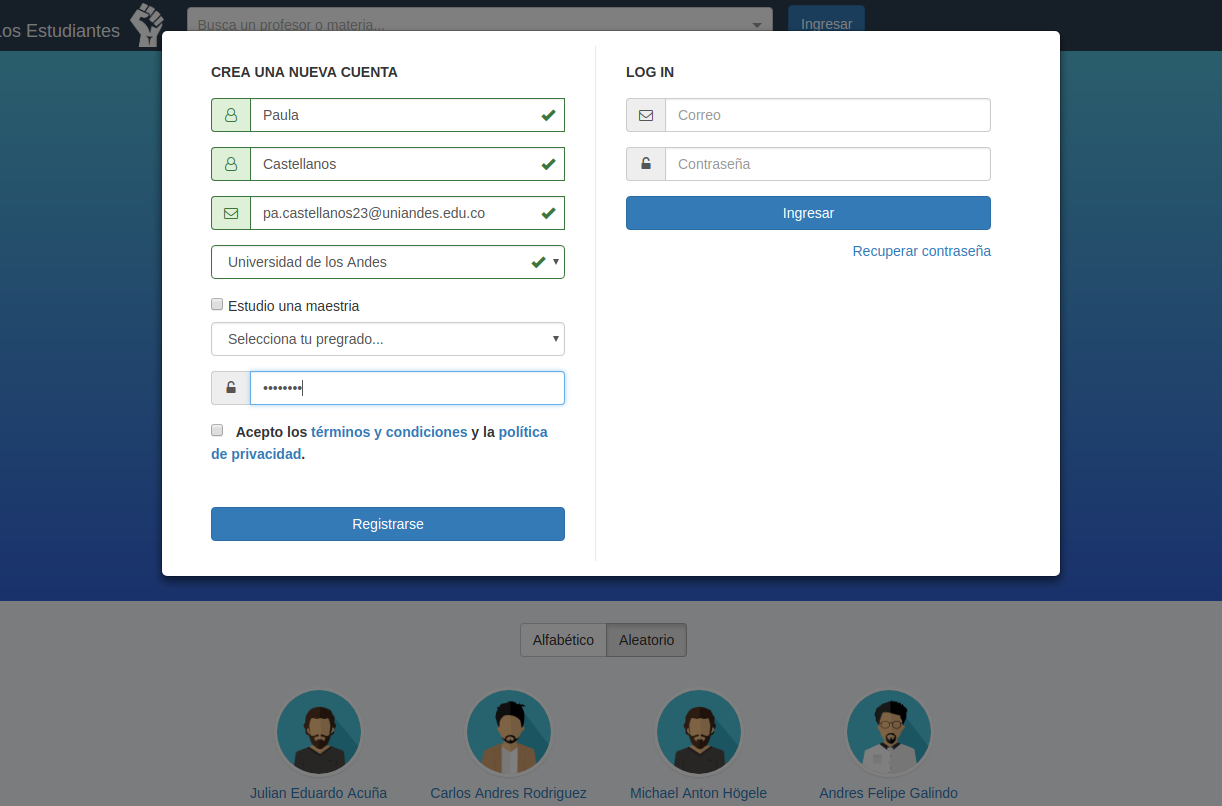 Los Estudiantes
Busca un profesor o materia...
Ingresar
CREA UNA NUEVA CUENTA
Paula
Castellanos
pa.castellanos23@uniandes.edu.co
Universidad de los Andes
Estudio una maestria
Selecciona tu pregrado...
••••••••
Acepto los términos y condiciones y la política
de privacidad.
Registrarse
LOG IN
Correo
Contraseña
Ingresar
Recuperar contraseña
Alfabético
Aleatorio
Julian Eduardo Acuña
Carlos Andres Rodriguez
Michael Anton Högele
Andres Felipe Galindo